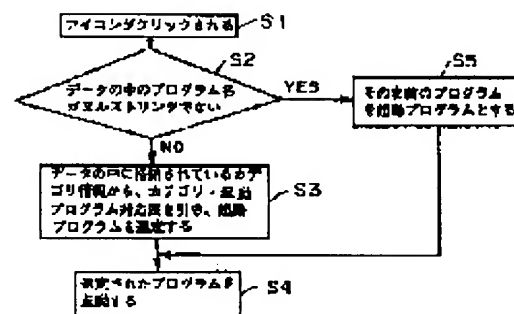 アイコンがクリックされる
S1
S2
データの中のプログラム名
がヌルストリングでない
YES
S5
その名前のプログラム
を起動プログラムとする
NO
データの中に格納されているカテ
ゴリ情報から、カテゴリ・起動
プログラム対応表を引き、起動
プログラムを選定する
S3
選定されたプログラムを
起動する
S4